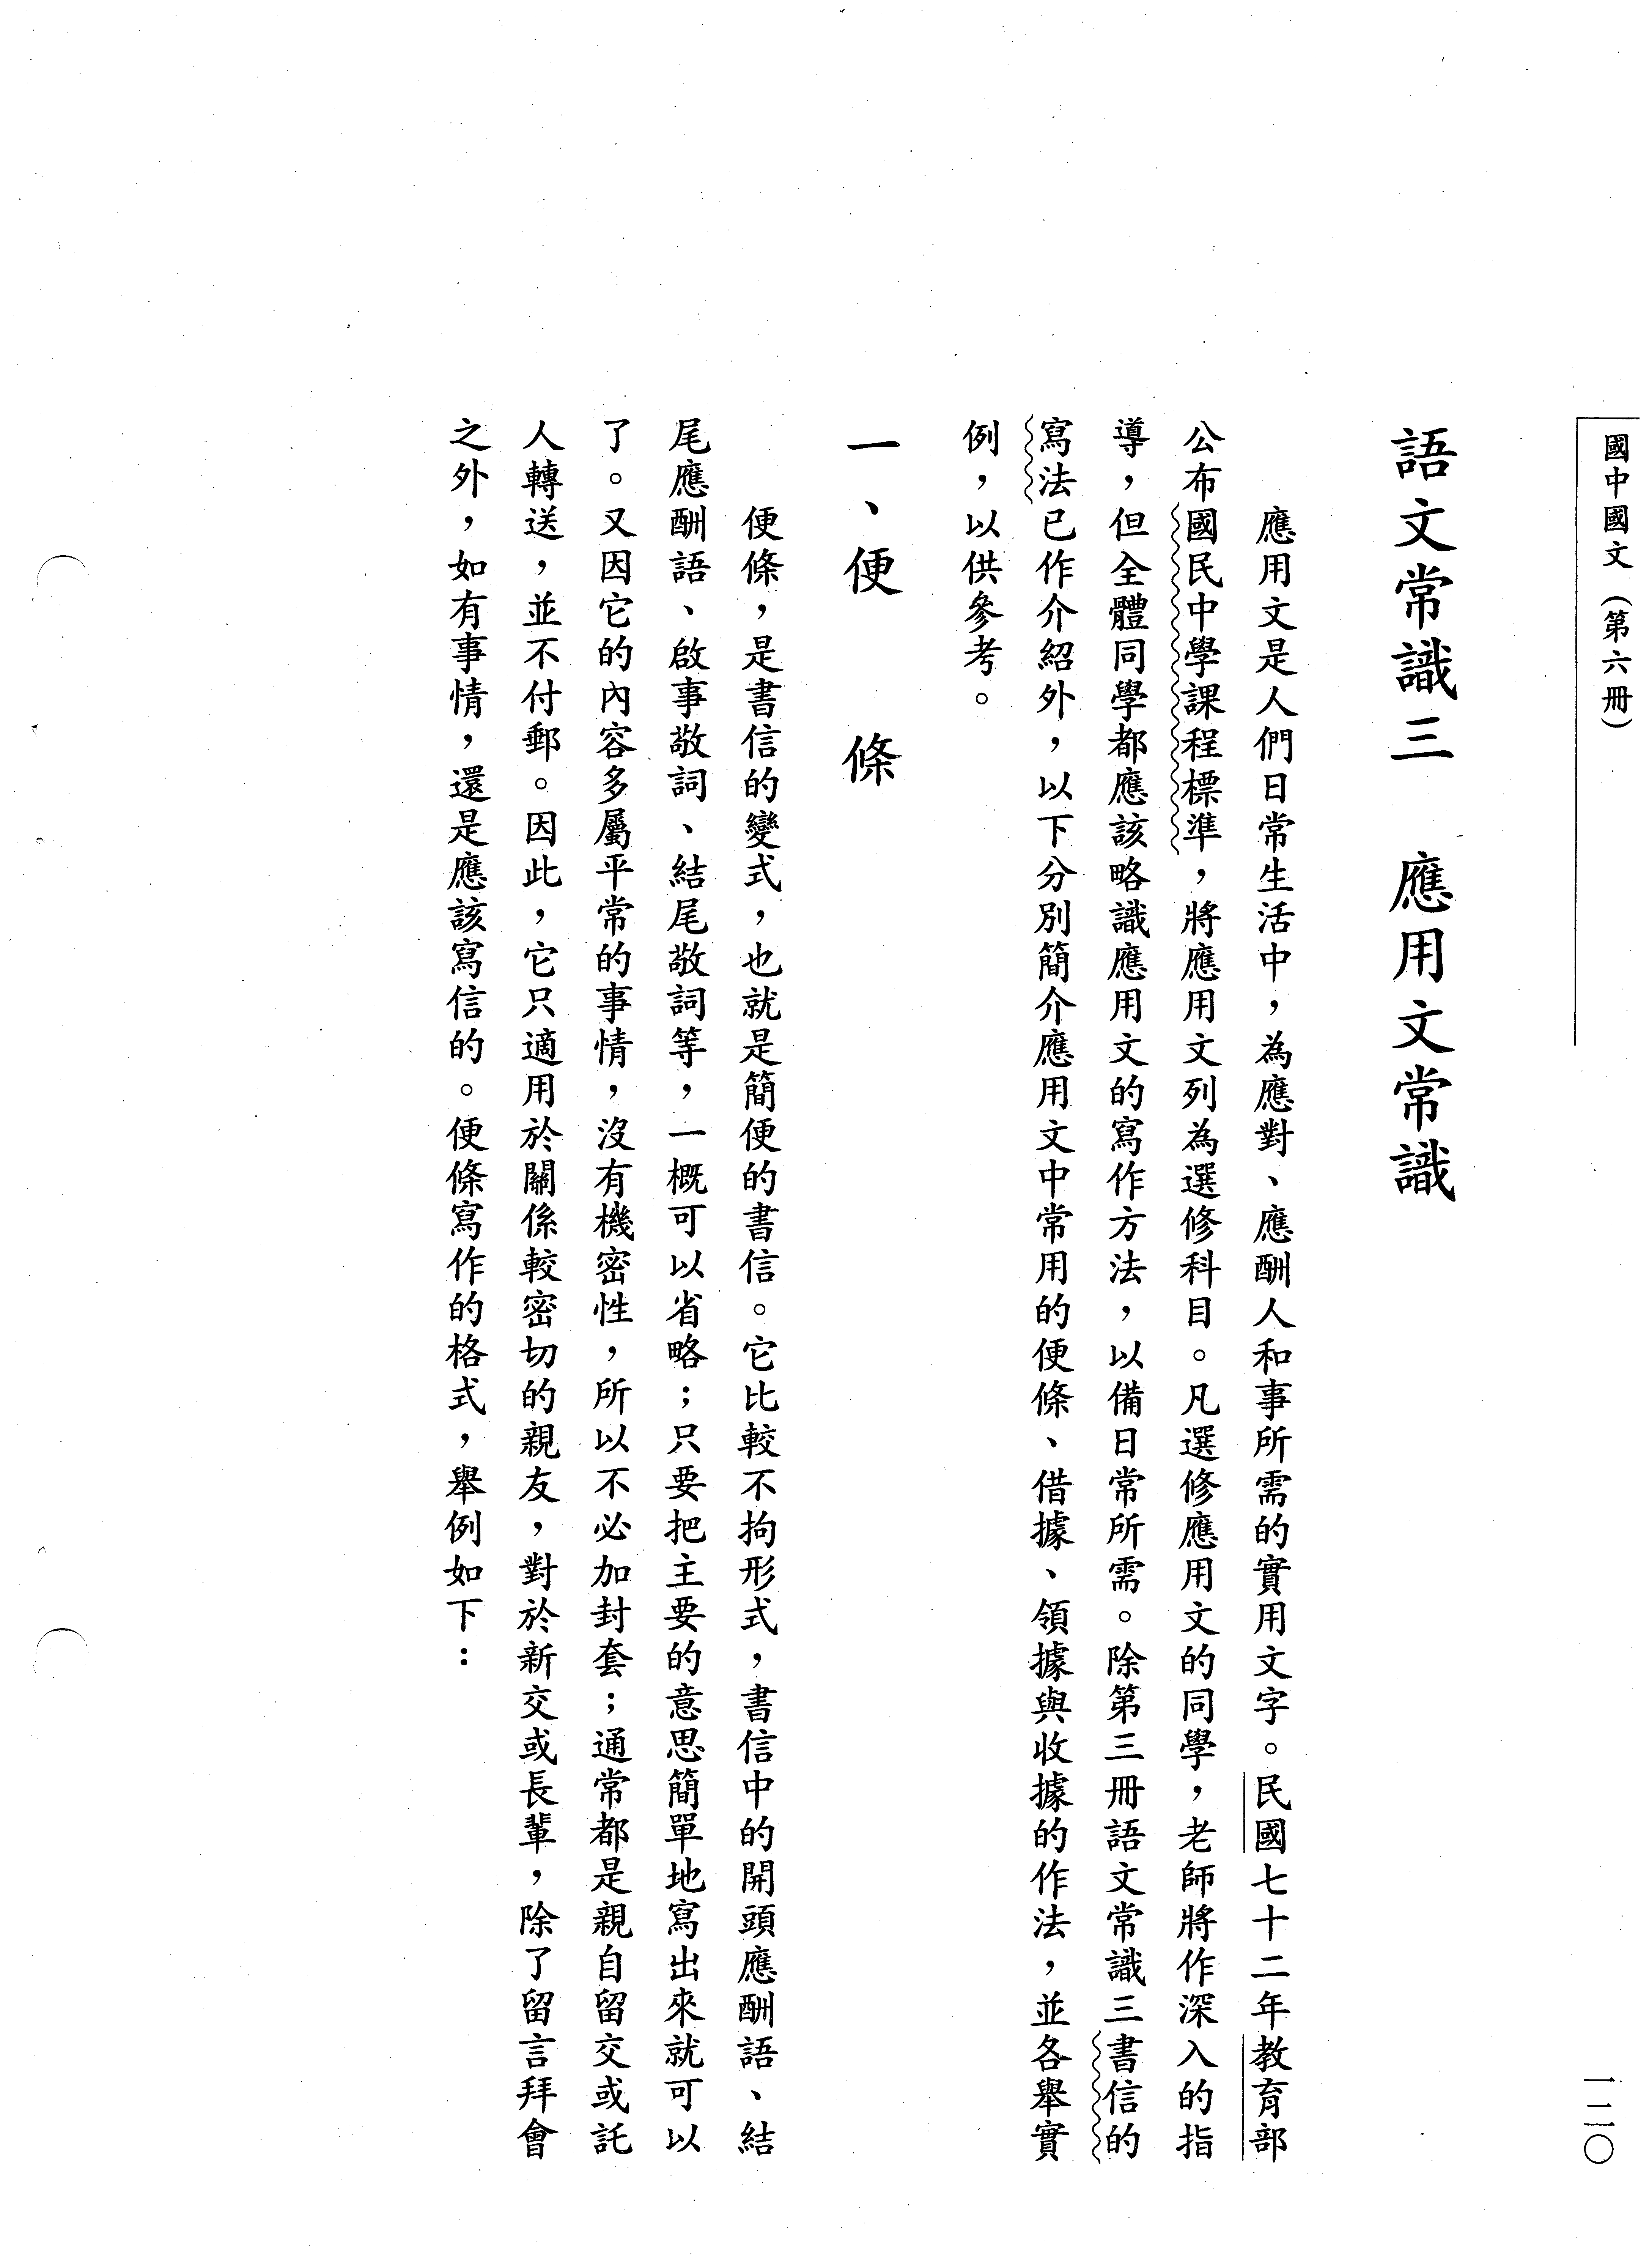 國中國文（第六冊）
一二〇
語文常識三　應用文常識
應用文是人們日常生活中，為應對、應酬人和事所需的實用文字。民國七十二年教育部
公布國民中學課程標準，將應用文列為選修科目。凡選修應用文的同學，老師將作深入的指
導，但全體同學都應該略識應用文的寫作方法，以備日常所需。除第三冊語文常識三書信的
寫法已作介紹外，以下分別簡介應用文中常用的便條、借據、領據與收據的作法，並各舉實
例，以供參考。
一、便　條
便條，是書信的變式，也就是簡便的書信。它比較不拘形式，書信中的開頭應酬語、結
尾應酬語、啟事敬詞、結尾敬詞等，一概可以省略；只要把主要的意思簡單地寫出來就可以
了。又因它的內容多屬平常的事情，沒有機密性，所以不必加封套；通常都是親自留交或託
人轉送，並不付郵。因此，它只適用於關係較密切的親友，對於新交或長輩，除了留言拜會
之外，如有事情，還是應該寫信的。便條寫作的格式，舉例如下：